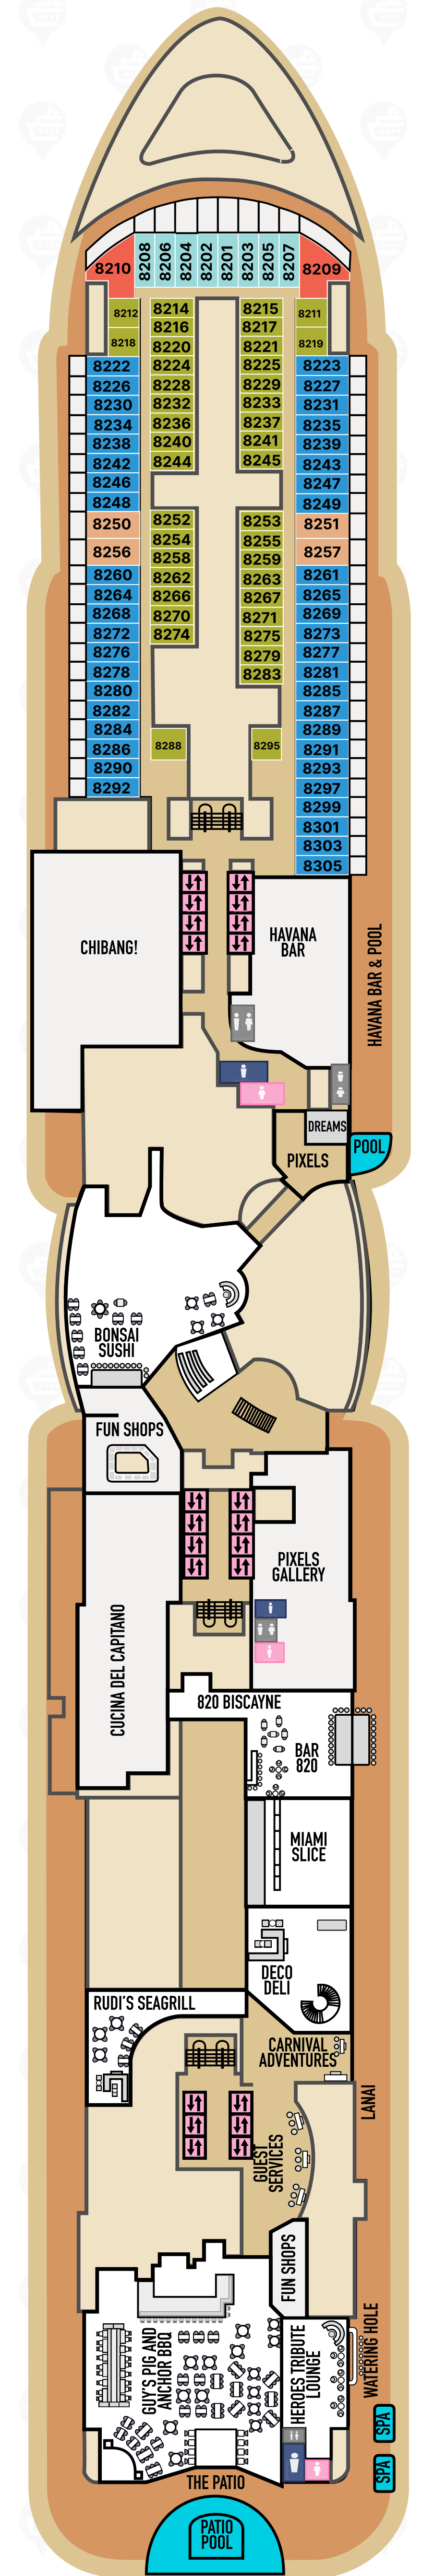 8210
8208
8206
8204
8202
8201
8203
8205
8207
8209
8212
8214
8215
8211
8216
8217
8218
8220
8221
8219
8222
8224
8225
8223
8226
8228
8229
8227
8230
8232
8233
8231
8234
8236
8237
8235
8238
8240
8241
8239
8242
8244
8245
8243
8246
8247
8248
8249
8250
8252
8253
8251
8254
8255
8256
8258
8259
8257
8260
8262
8263
8261
8264
8266
8267
8265
8268
8270
8271
8269
8272
8274
8275
8273
8276
8279
8277
8278
8283
8281
8280
8285
8282
8287
8284
8289
8286
8288
8295
8291
8290
8293
8292
8297
8299
8301
8303
8305
CHIBANG!
HAVANA
BAR
HAVANA BAR & POOL
DREAMS
PIXELS
POOL
BONSAI
SUSHI
FUN SHOPS
PIXELS
GALLERY
CUCINA DEL CAPITANO
820 BISCAYNE
BAR
820
MIAMI
SLICE
DECO
DELI
RUDI'S SEAGRILL
CARNIVAL
ADVENTURES
LANAI
GUEST
SERVICES
FUN SHOPS
GUY'S PIG AND
ANCHOR BBQ
HEROES TRIBUTE
LOUNGE
WATERING HOLE
SPA
SPA
THE PATIO
PATIO
POOL